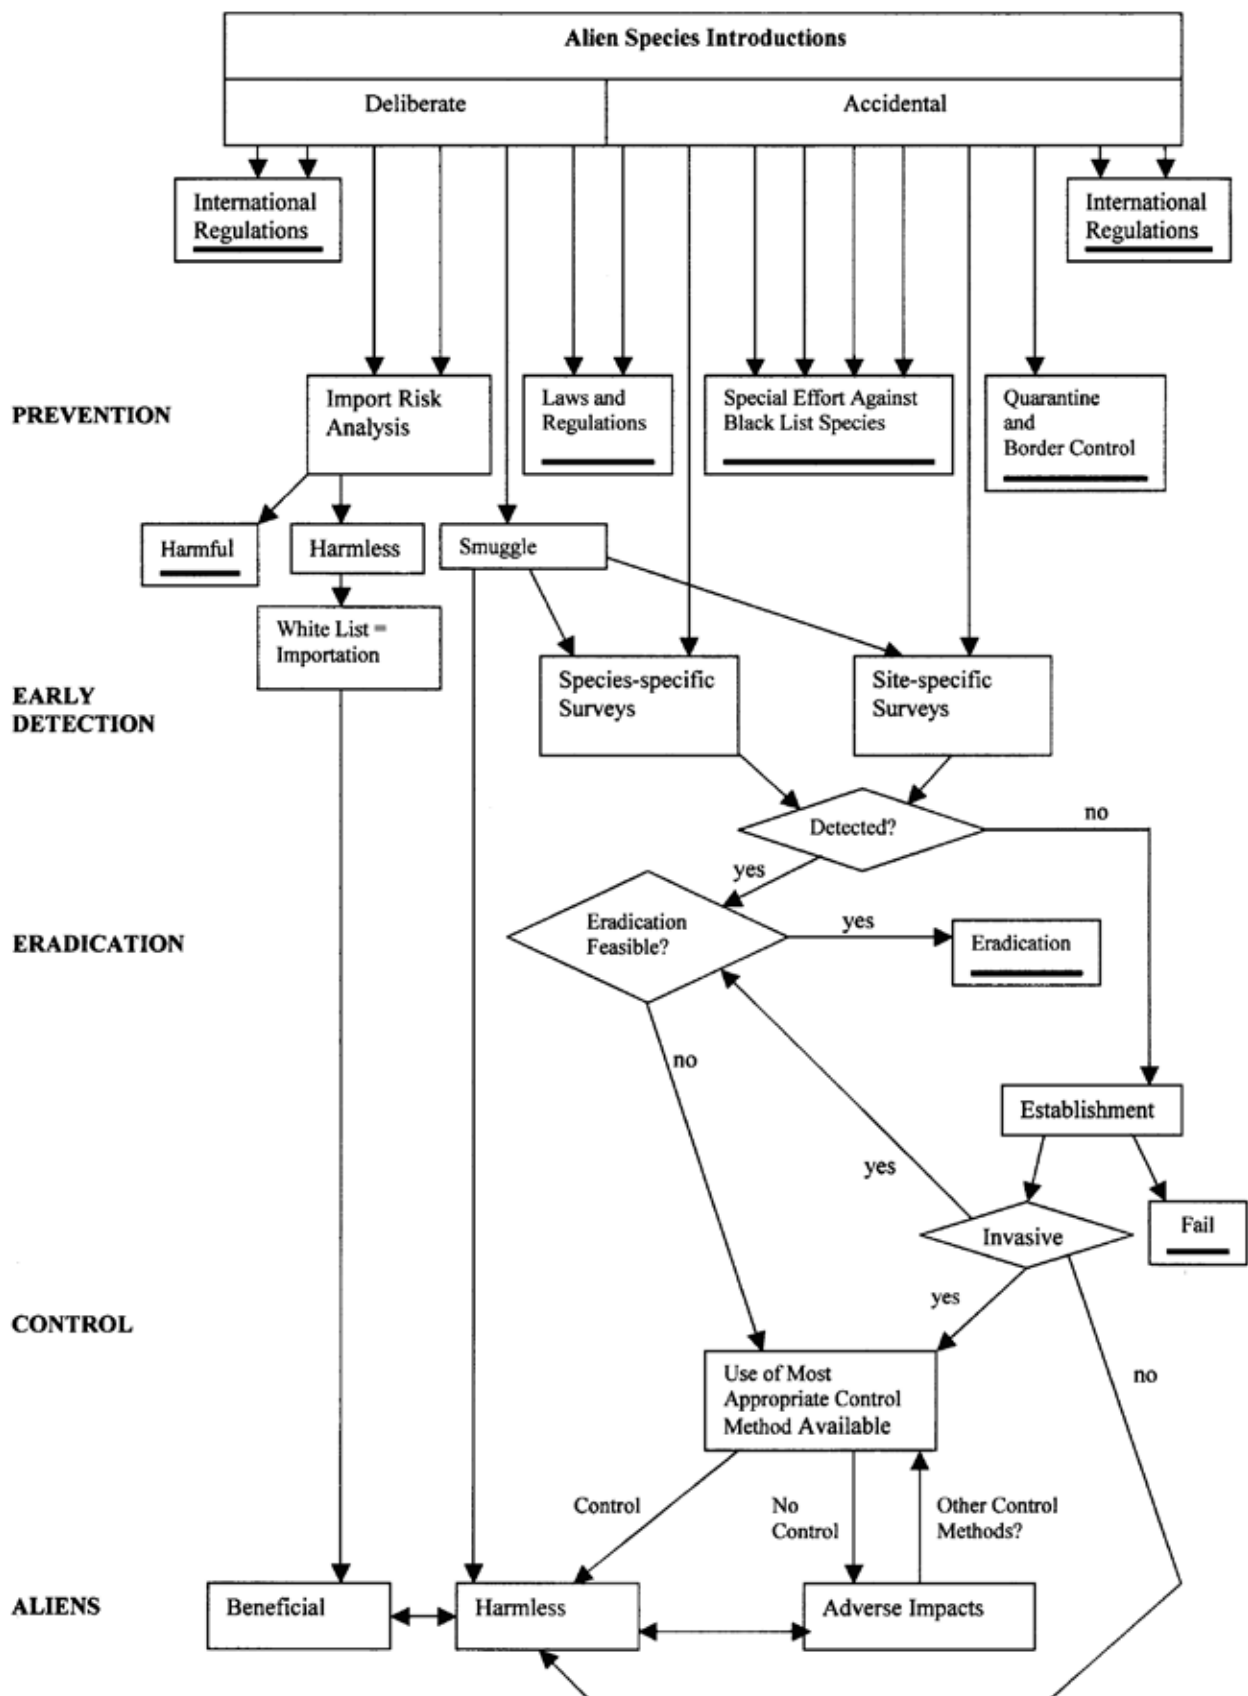 Alien Species Introductions
Deliberate
Accidental
International
Regulations
International
Regulations
PREVENTION
Import Risk
Analysis
Laws and
Regulations
Special Effort Against
Black List Species
Quarantine
and
Border Control
Harmful
Harmless
Smuggle
White List =
Importation
EARLY
DETECTION
Species-specific
Surveys
Site-specific
Surveys
Detected?
no
yes
ERADICATION
Eradication
Feasible?
yes
Eradication
no
Establishment
yes
Invasive
Fail
CONTROL
yes
no
Use of Most
Appropriate Control
Method Available
Control
No
Control
Other Control
Methods?
ALIENS
Beneficial
Harmless
Adverse Impacts